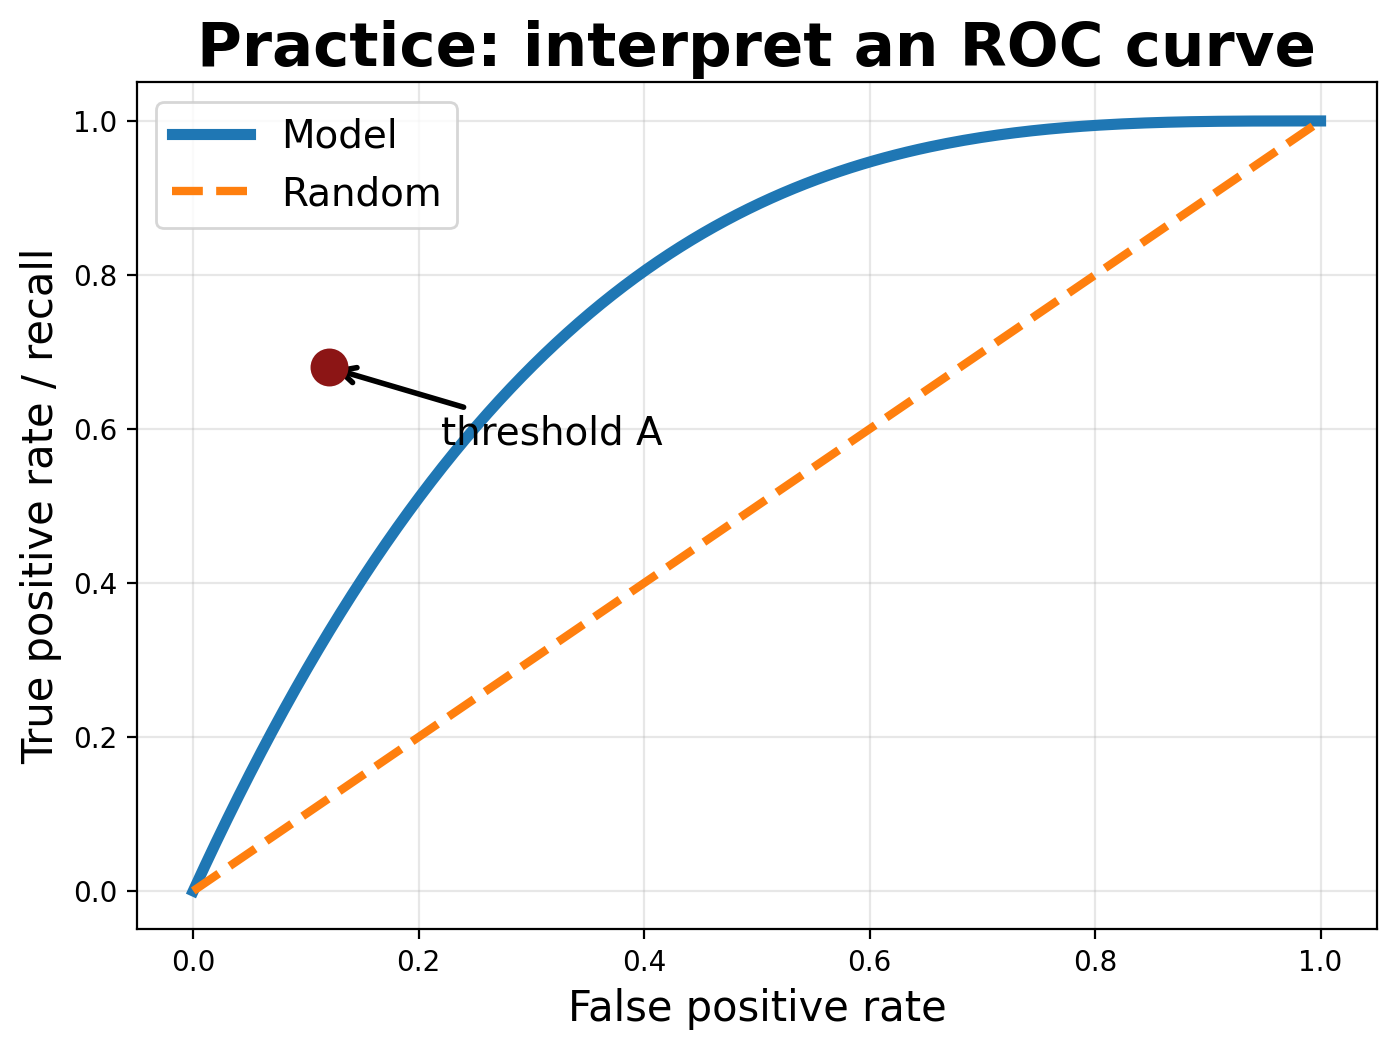 Practice: interpret an ROC curve
Model
Random
threshold A
True positive rate / recall
1.0
0.8
0.6
0.4
0.2
0.0
0.0 0.2 0.4 0.6 0.8 1.0
False positive rate